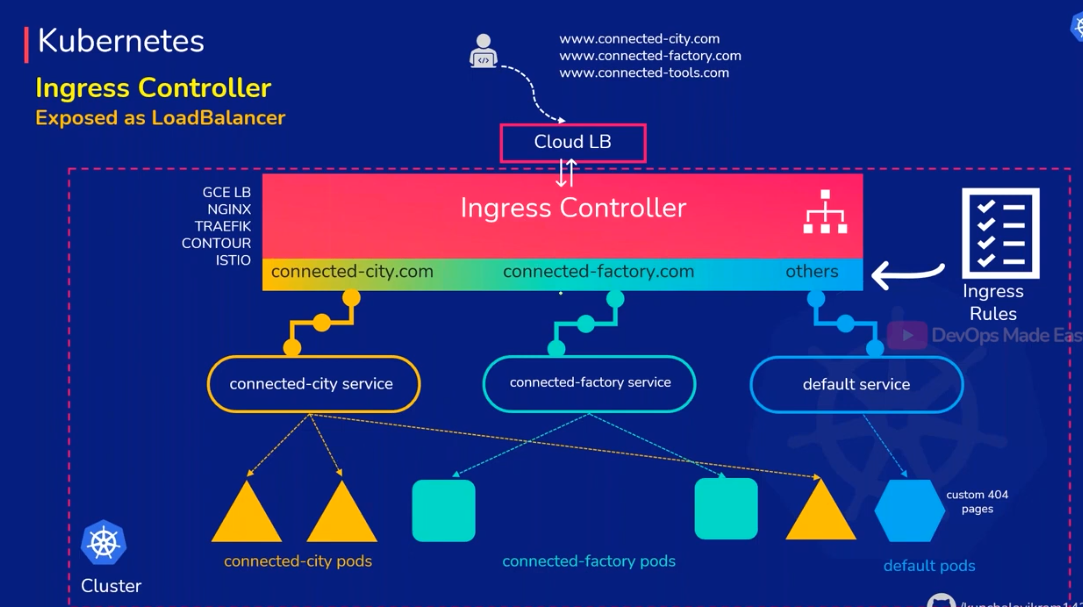 Kubernetes
Ingress Controller
Exposed as LoadBalancer
www.connected-city.com
www.connected-factory.com
www.connected-tools.com
Cloud LB
GCE LB
NGINX
TRAEFIK
CONTOUR
ISTIO
Ingress Controller
connected-city.com
connected-factory.com
others
Ingress
Rules
DevOps Made Eas
connected-city service
connected-factory service
default service
custom 404
pages
connected-city pods
connected-factory pods
default pods
Cluster